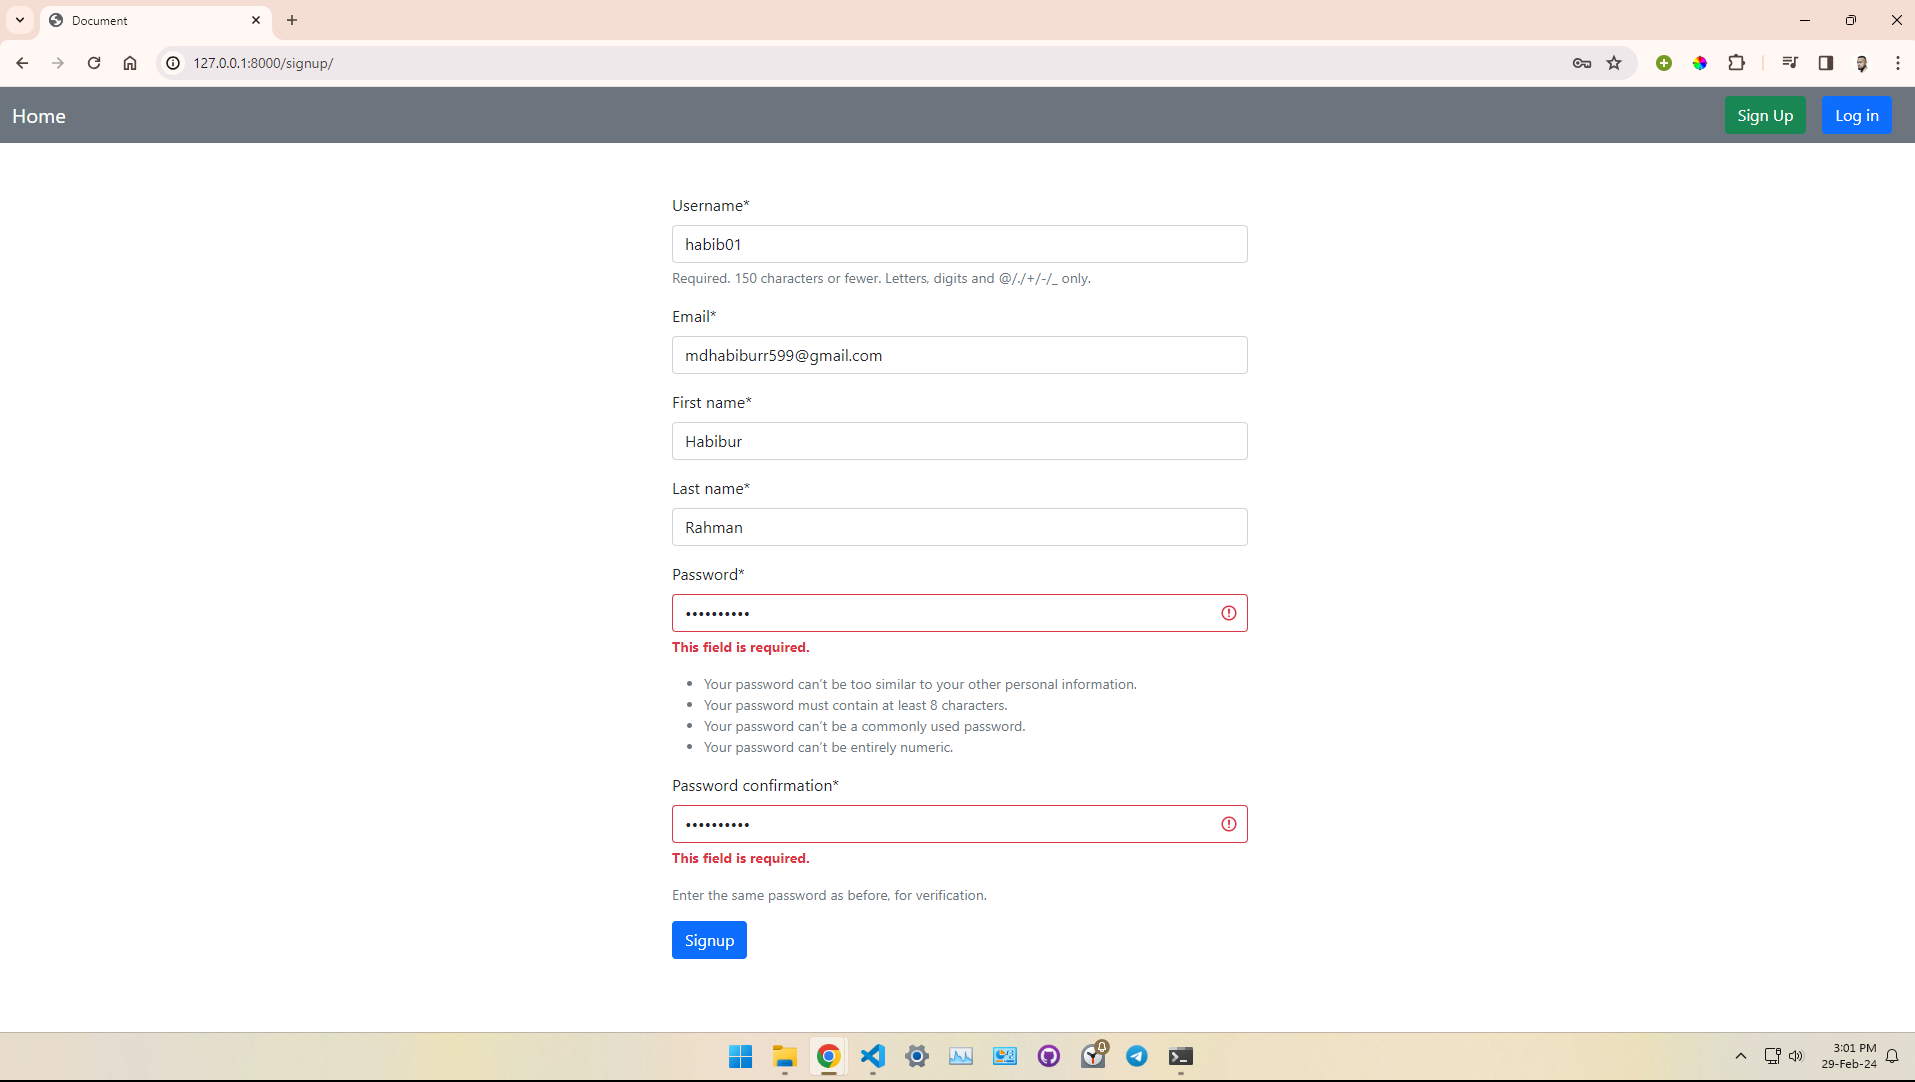 Document
127.0.0.1:8000/signup/
Home
Sign Up
Log in
Username*
habib01
Required. 150 characters or fewer. Letters, digits and @/./+/-/_ only.
Email*
mdhabiburr599@gmail.com
First name*
Habibur
Last name*
Rahman
Password*
••••••••••
This field is required.
• Your password can’t be too similar to your other personal information.
• Your password must contain at least 8 characters.
• Your password can’t be a commonly used password.
• Your password can’t be entirely numeric.
Password confirmation*
••••••••••
This field is required.
Enter the same password as before, for verification.
Signup
3:01 PM
29-Feb-24